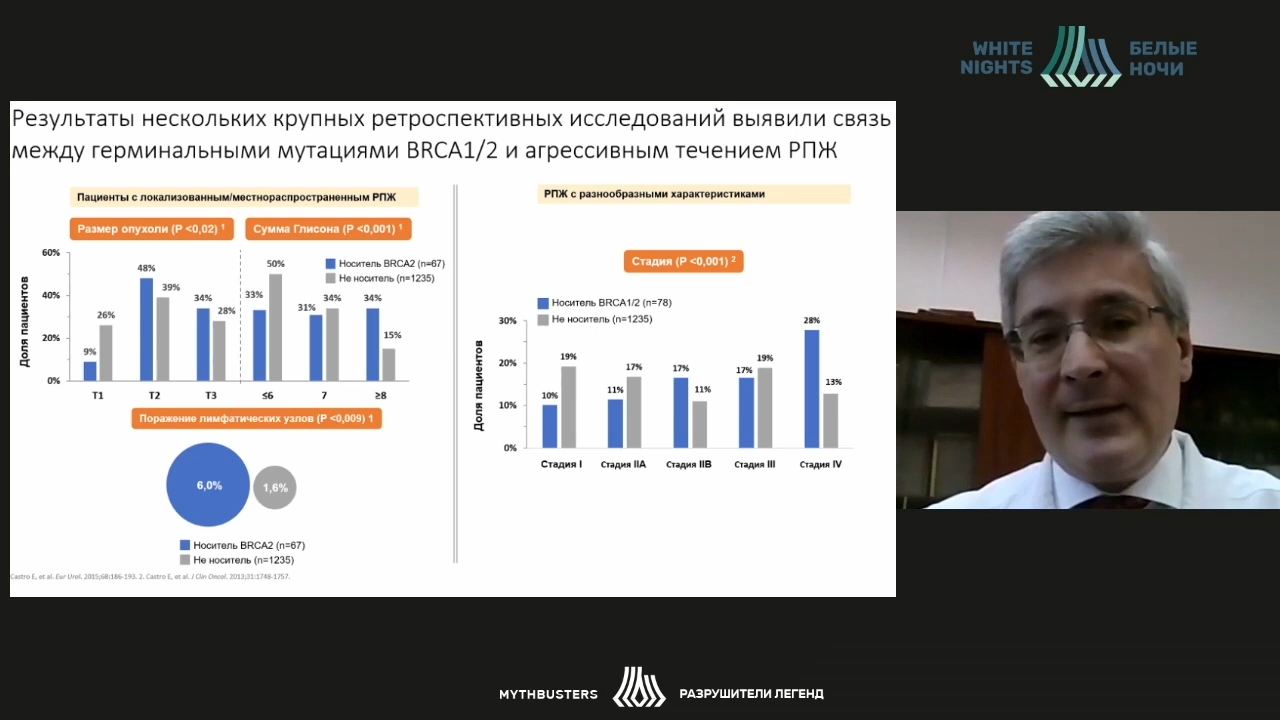 WHITE
NIGHTS
БЕЛЫЕ
НОЧИ
Результаты нескольких крупных ретроспективных исследований выявили связь
между герминальными мутациями BRCA1/2 и агрессивным течением РПЖ
Пациенты с локализованным/местнораспространенным РПЖ
Размер опухоли (P <0,02) ¹
Сумма Глисона (P <0,001) ¹
Носитель BRCA2 (n=67)
Не носитель (n=1235)
Доля пациентов
60%
40%
20%
0%
9%
26%
48%
39%
34%
28%
33%
50%
31%
34%
34%
15%
T1
T2
T3
≤6
7
≥8
Поражение лимфатических узлов (P <0,009) 1
6,0%
1,6%
Носитель BRCA2 (n=67)
Не носитель (n=1235)
РПЖ с разнообразными характеристиками
Стадия (P <0,001) ²
Носитель BRCA1/2 (n=78)
Не носитель (n=1235)
Доля пациентов
30%
20%
10%
0%
10%
19%
11%
17%
17%
11%
17%
19%
28%
13%
Стадия I
Стадия IIA
Стадия IIB
Стадия III
Стадия IV
Castro E, et al. Eur Urol. 2015;68:186-193. 2. Castro E, et al. J Clin Oncol. 2013;31:1748-1757.
MYTHBUSTERS
РАЗРУШИТЕЛИ ЛЕГЕНД